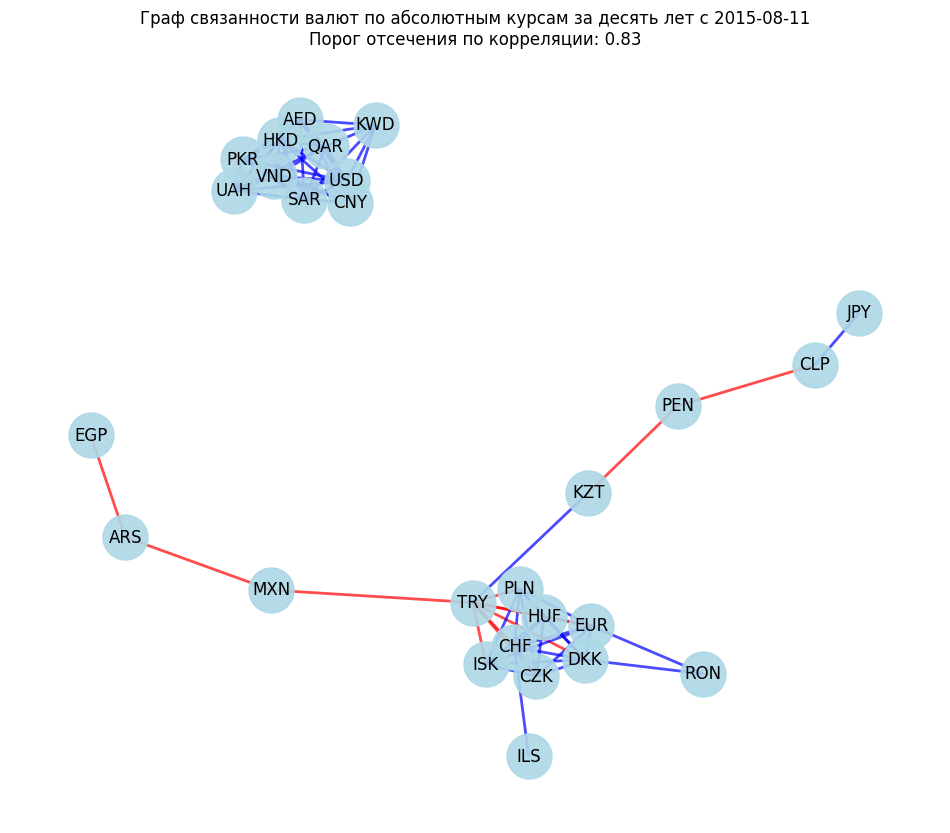 Граф связанности валют по абсолютным курсам за десять лет с 2015-08-11
Порог отсечения по корреляции: 0.83
AED
KWD
HKD
QAR
PKR
VND
USD
UAH
SAR
CNY
JPY
CLP
PEN
EGP
KZT
ARS
MXN
PLN
TRY
HUF
EUR
CHF
DKK
ISK
CZK
RON
ILS